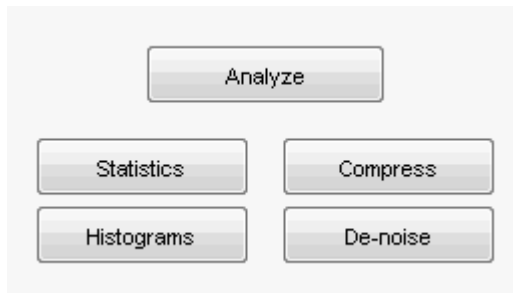 Analyze
Statistics
Compress
Histograms
De-noise